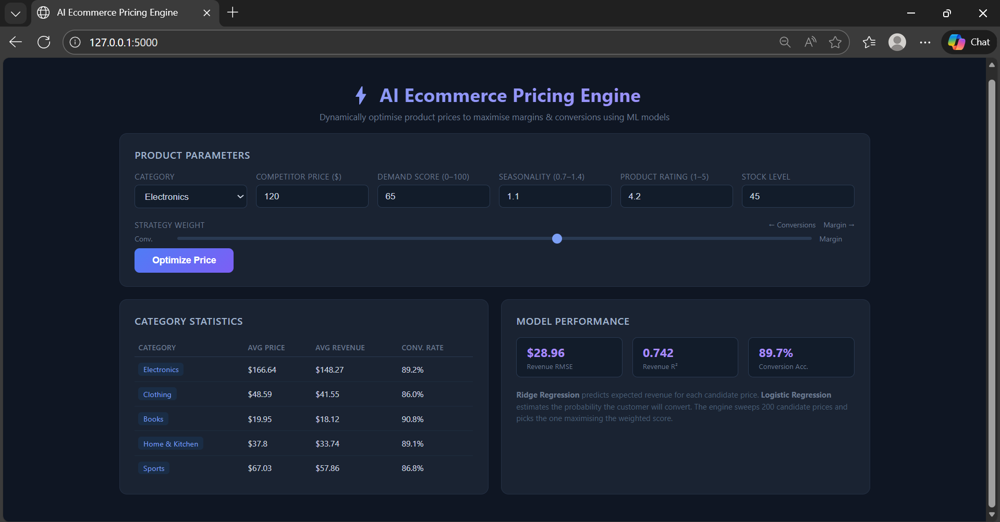 AI Ecommerce Pricing Engine
127.0.0.1:5000
Chat
AI Ecommerce Pricing Engine
Dynamically optimise product prices to maximise margins & conversions using ML models
PRODUCT PARAMETERS
CATEGORY COMPETITOR PRICE ($) DEMAND SCORE (0–100) SEASONALITY (0.7–1.4) PRODUCT RATING (1–5) STOCK LEVEL
Electronics 120 65 1.1 4.2 45
STRATEGY WEIGHT ← Conversions Margin →
Conv. Margin
Optimize Price
CATEGORY STATISTICS
CATEGORY AVG PRICE AVG REVENUE CONV. RATE
Electronics $166.64 $148.27 89.2%
Clothing $48.59 $41.55 86.0%
Books $19.95 $18.12 90.8%
Home & Kitchen $37.8 $33.74 89.1%
Sports $67.03 $57.86 86.8%
MODEL PERFORMANCE
$28.96 0.742 89.7%
Revenue RMSE Revenue R² Conversion Acc.
Ridge Regression predicts expected revenue for each candidate price. Logistic Regression
estimates the probability the customer will convert. The engine sweeps 200 candidate prices and
picks the one maximising the weighted score.